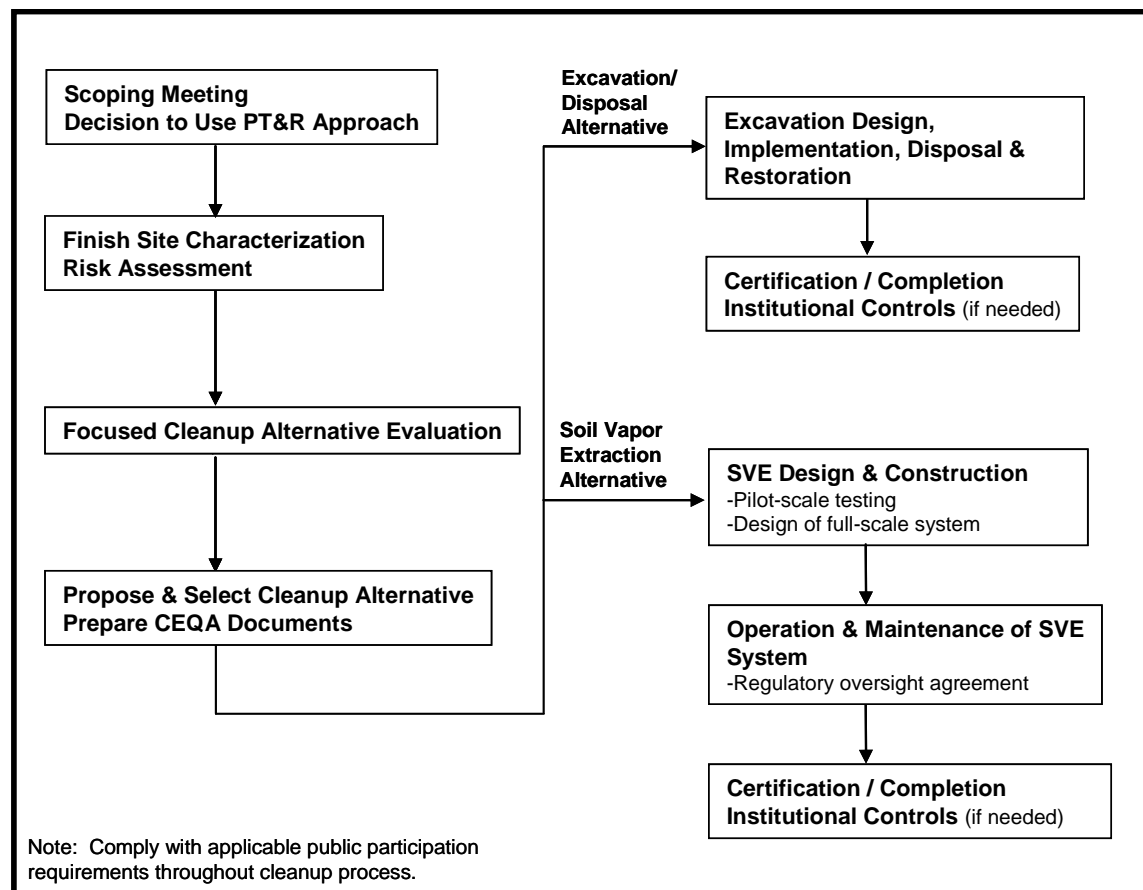 Scoping Meeting
Decision to Use PT&R Approach
Finish Site Characterization
Risk Assessment
Focused Cleanup Alternative Evaluation
Propose & Select Cleanup Alternative
Prepare CEQA Documents
Excavation/
Disposal
Alternative
Excavation Design,
Implementation, Disposal &
Restoration
Certification / Completion
Institutional Controls (if needed)
Soil Vapor
Extraction
Alternative
SVE Design & Construction
-Pilot-scale testing
-Design of full-scale system
Operation & Maintenance of SVE
System
-Regulatory oversight agreement
Certification / Completion
Institutional Controls (if needed)
Note: Comply with applicable public participation
requirements throughout cleanup process.